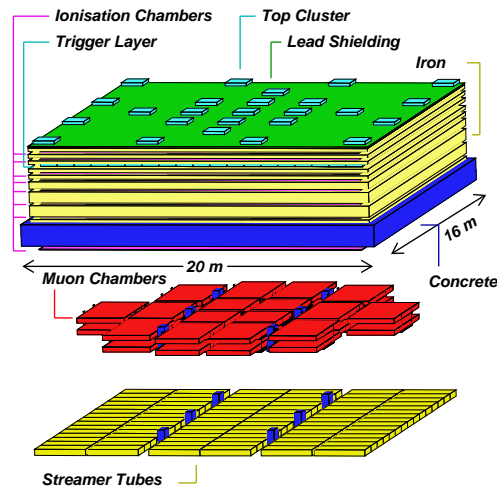 Ionisation Chambers
Top Cluster
Trigger Layer
Lead Shielding
Iron
16 m
20 m
Muon Chambers
Concrete
Streamer Tubes